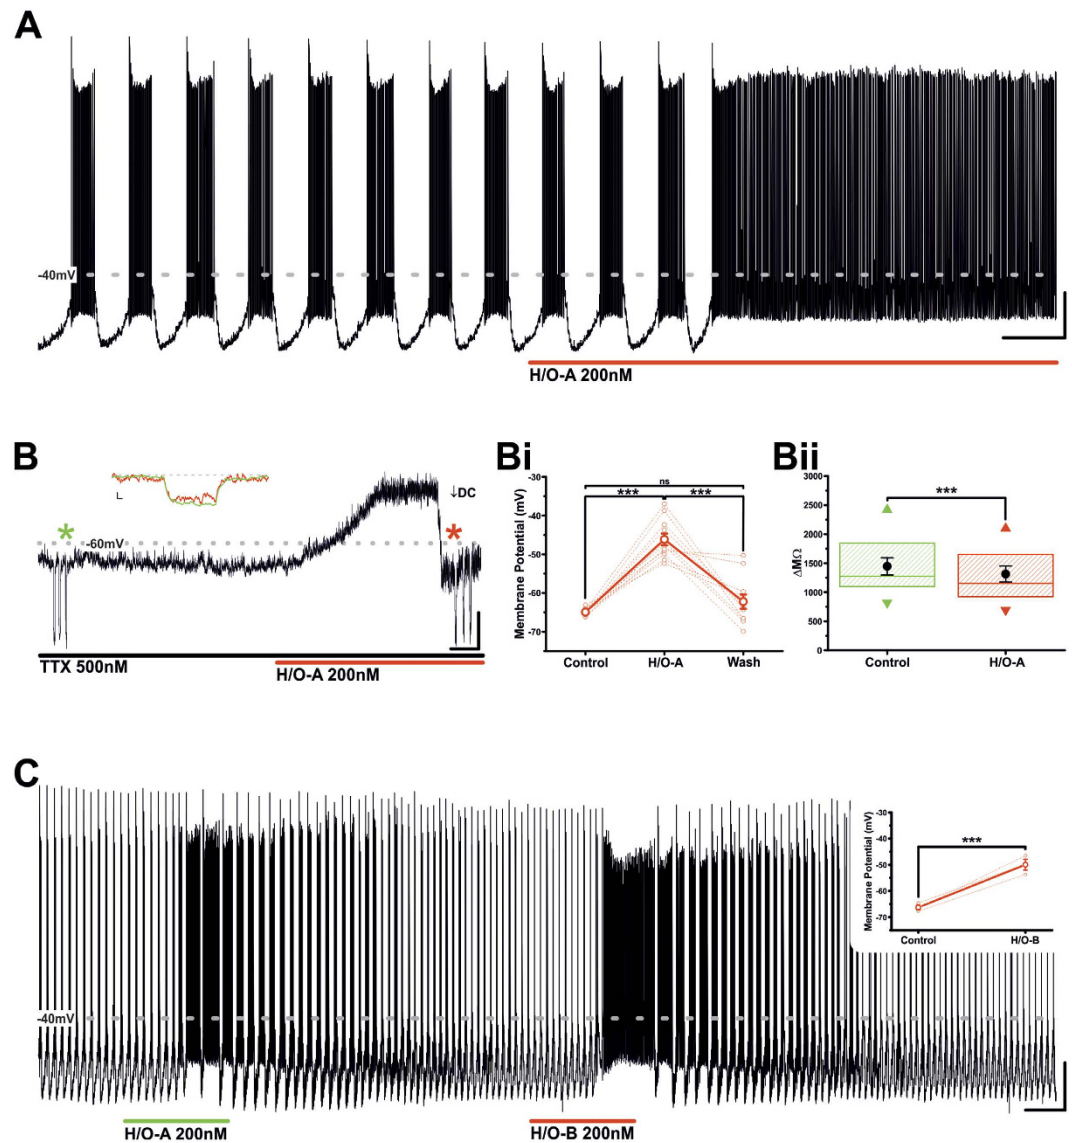 A
-40mV
H/O-A 200nM
B
-60mV
↓DC
*
*
TTX 500nM
H/O-A 200nM
Bi
Membrane Potential (mV)
-30
-50
-60
-70
ns
***
***
Control
H/O-A
Wash
Bii
ΔMΩ
3000
2500
2000
1500
1000
500
0
***
Control
H/O-A
C
-40mV
H/O-A 200nM
H/O-B 200nM
Membrane Potential (mV)
-30
-40
-50
-60
-70
***
Control
H/O-B